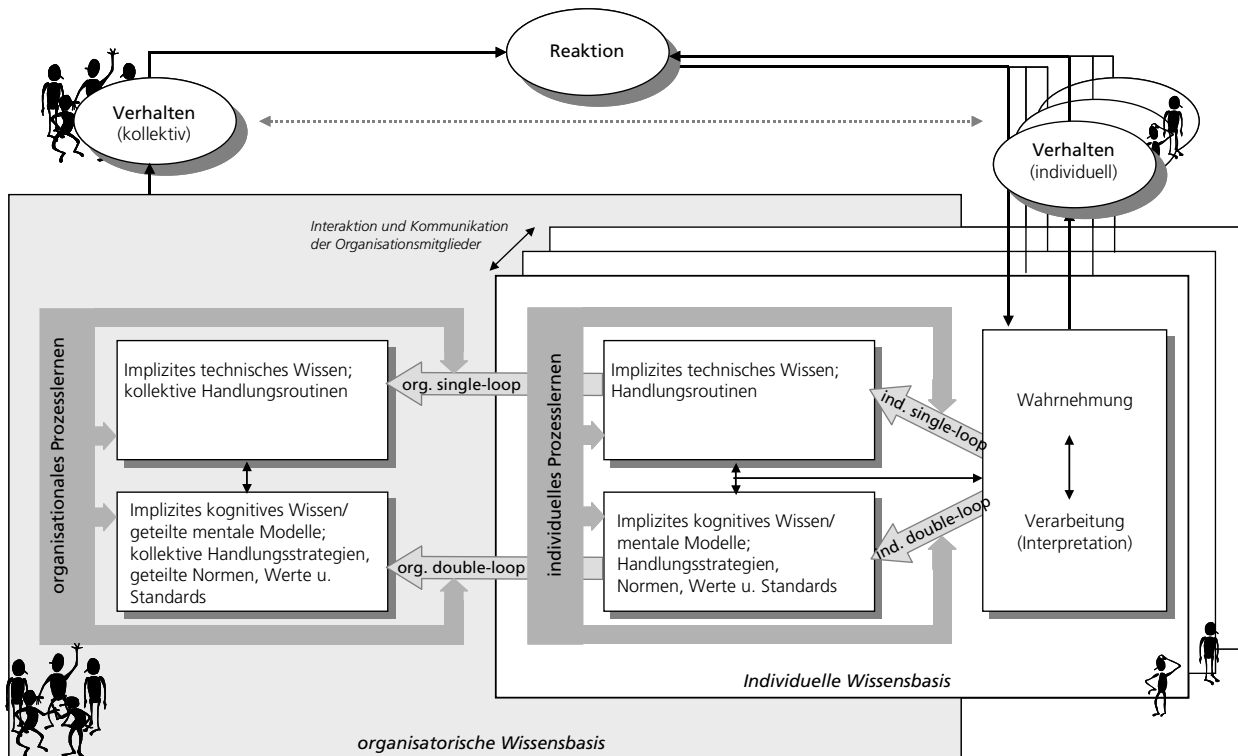 Reaktion
Verhalten
(kollektiv)
Verhalten
(individuell)
Interaktion und Kommunikation
der Organisationsmitglieder
organisationales Prozesslernen
Implizites technisches Wissen;
kollektive Handlungsroutinen
org. single-loop
individuelles Prozesslernen
Implizites technisches Wissen;
Handlungsroutinen
ind. single-loop
Wahrnehmung
Implizites kognitives Wissen/
geteilte mentale Modelle;
kollektive Handlungsstrategien,
geteilte Normen, Werte u.
Standards
org. double-loop
Implizites kognitives Wissen/
mentale Modelle;
Handlungsstrategien,
Normen, Werte u. Standards
ind. double-loop
Verarbeitung
(Interpretation)
Individuelle Wissensbasis
organisatorische Wissensbasis